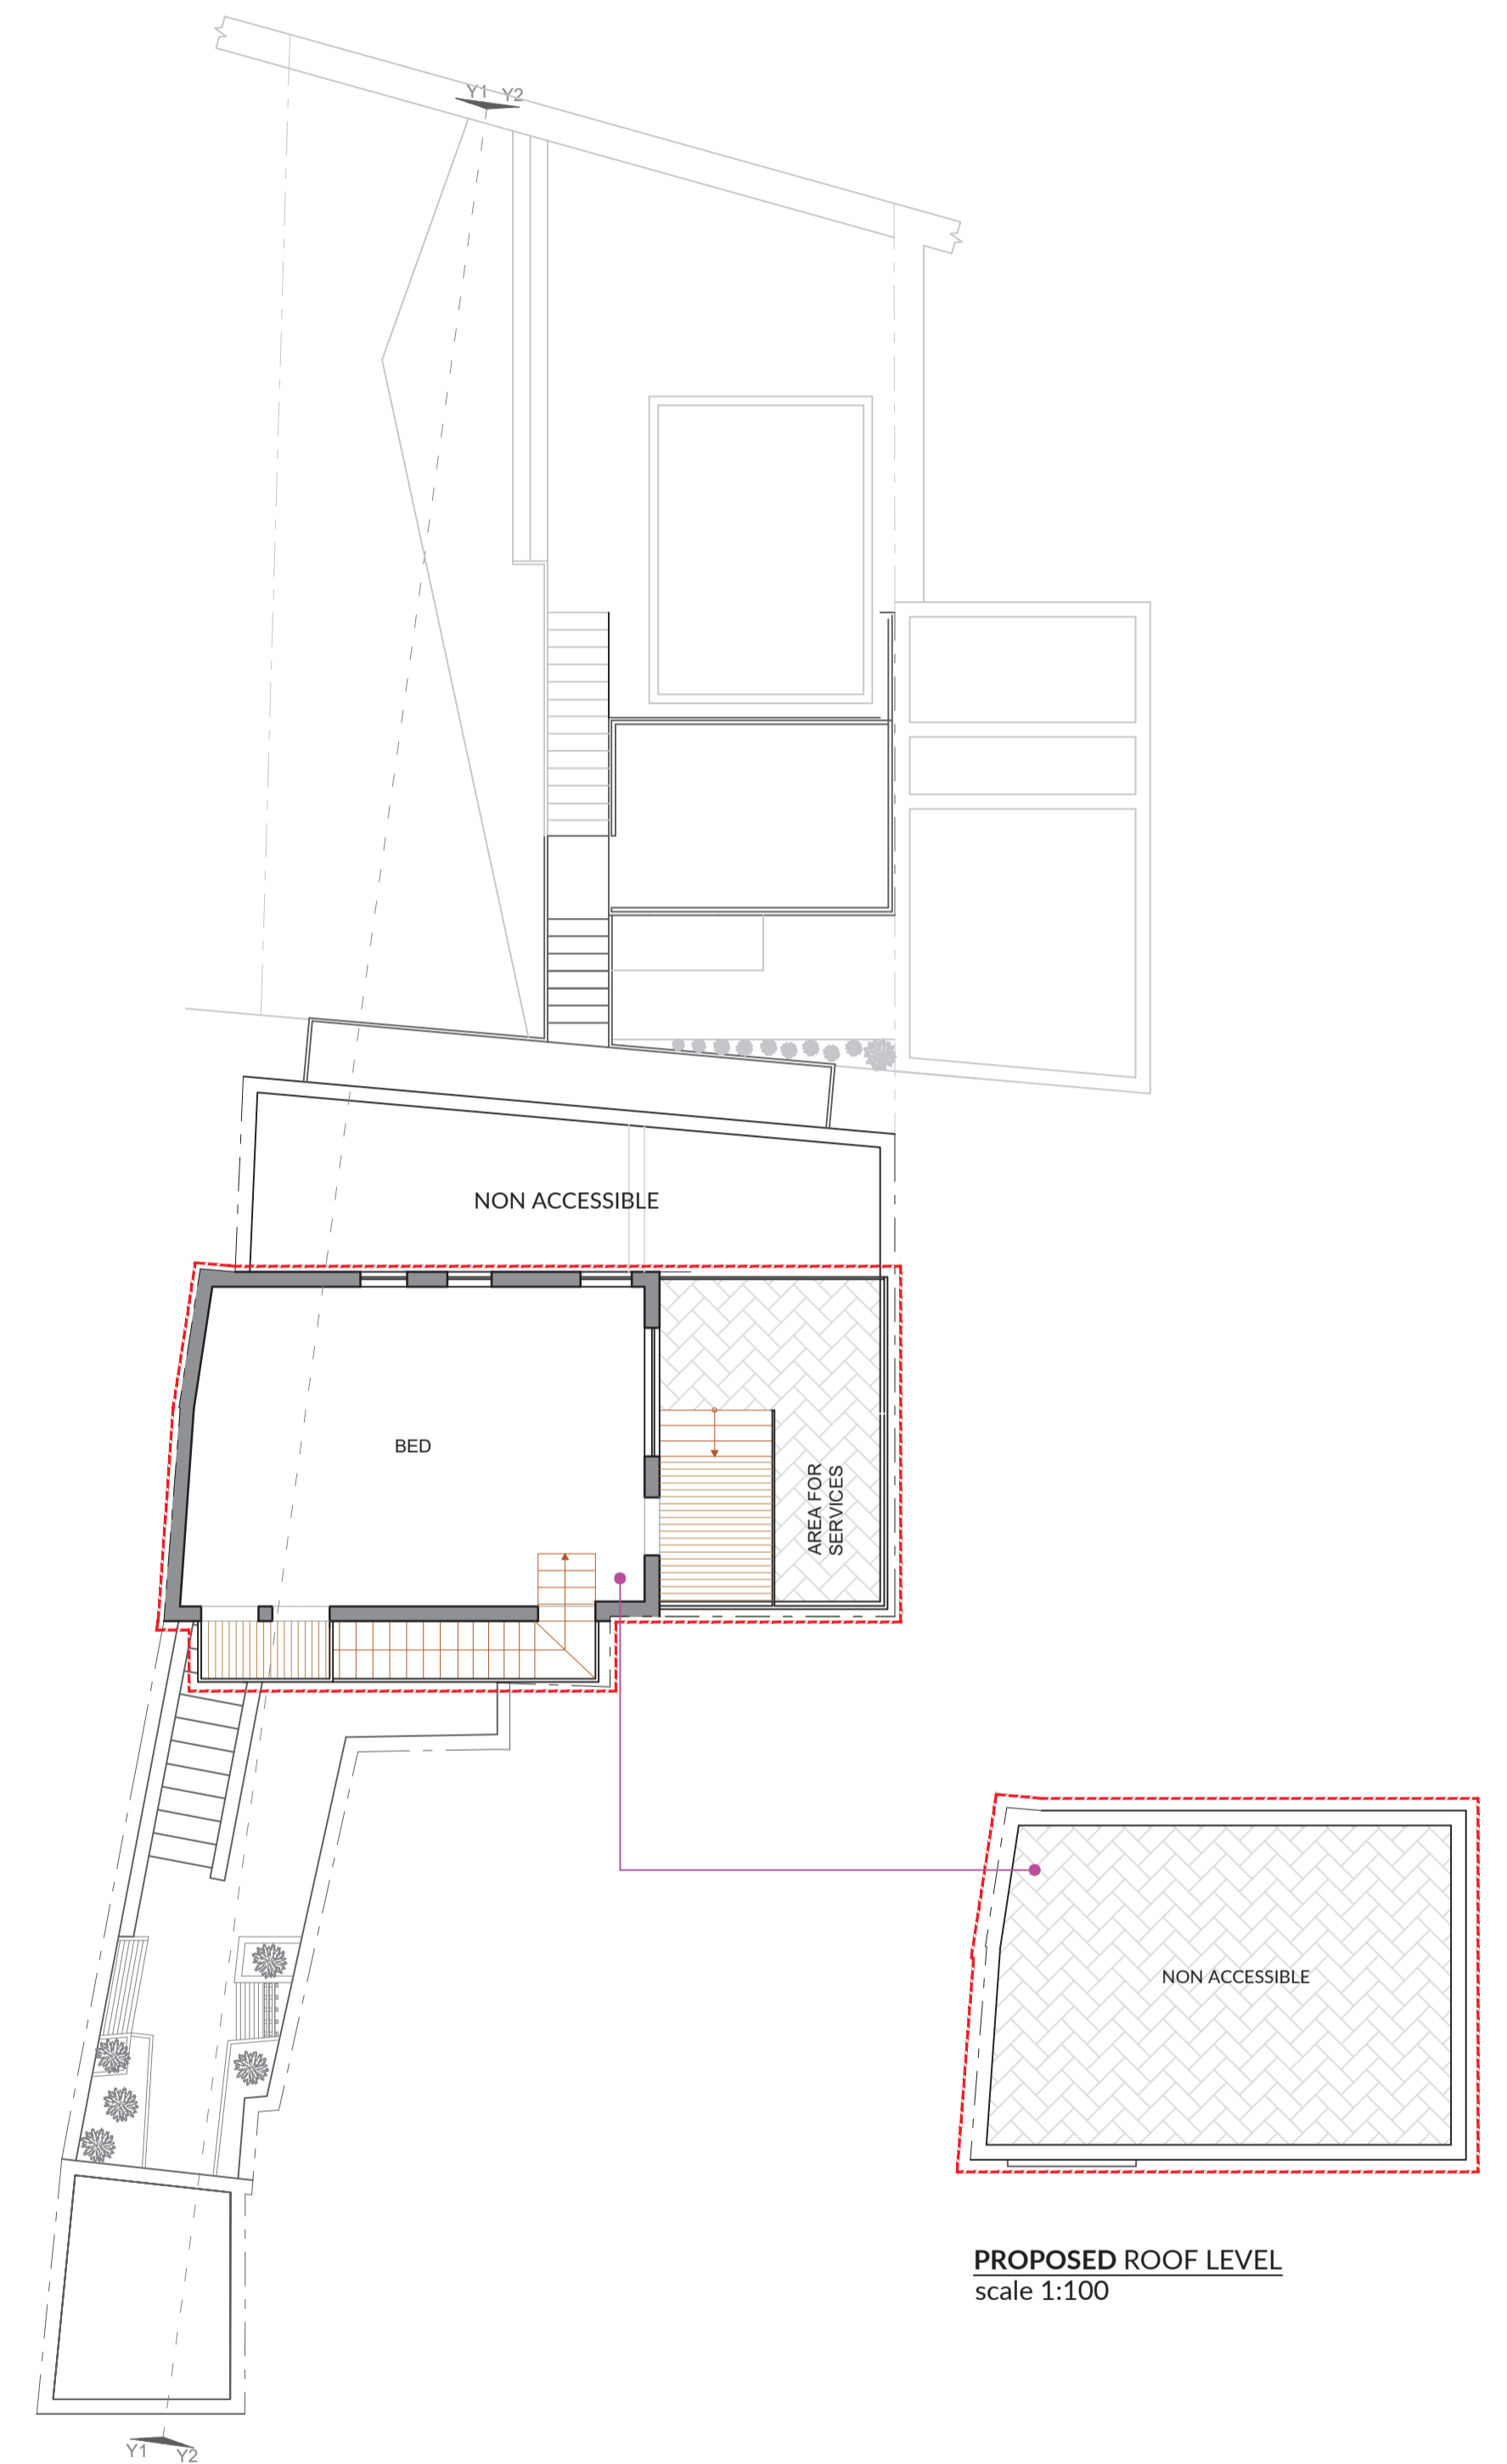 Y1 Y2
NON ACCESSIBLE
BED
AREA FOR
SERVICES
NON ACCESSIBLE
PROPOSED ROOF LEVEL
scale 1:100
Y1 Y2